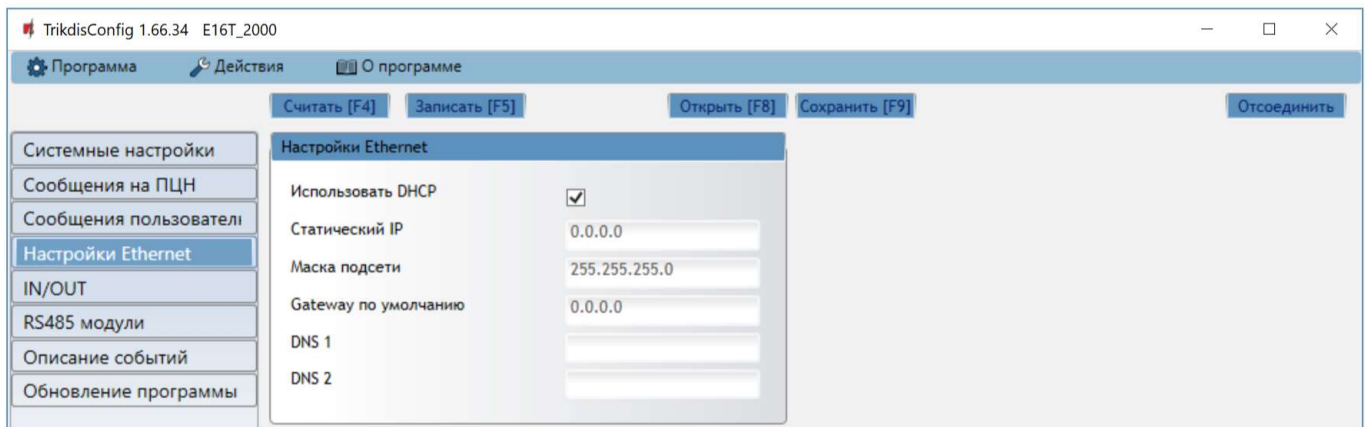 TrikdisConfig 1.66.34 E16T_2000
Программа Действия О программе
Считать [F4] Записать [F5] Открыть [F8] Сохранить [F9] Отсоединить
Системные настройки
Сообщения на ПЦН
Сообщения пользовател
Настройки Ethernet
IN/OUT
RS485 модули
Описание событий
Обновление программы
Настройки Ethernet
Использовать DHCP
Статический IP 0.0.0.0
Маска подсети 255.255.255.0
Gateway по умолчанию 0.0.0.0
DNS 1
DNS 2